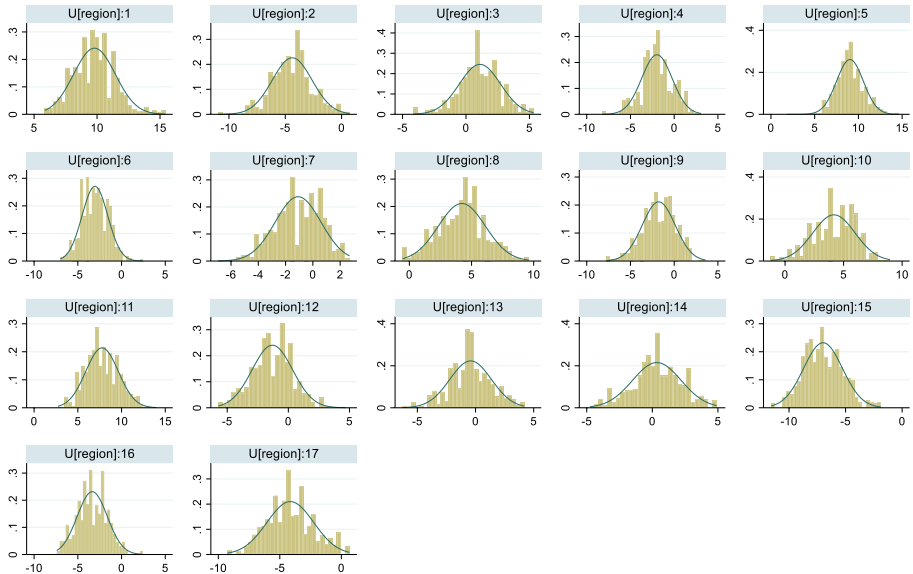 U[region]:1
U[region]:2
U[region]:3
U[region]:4
U[region]:5
0 .1 .2 .3
5 10 15
0 .1 .2 .3
-10 -5 0
0 .1 .2 .3 .4
-5 0 5
0 .1 .2 .3
-10 -5 0 5
0 .2 .4
0 5 10 15
U[region]:6
U[region]:7
U[region]:8
U[region]:9
U[region]:10
0 .1 .2 .3
-10 -5 0 5
0 .1 .2 .3
-6 -4 -2 0 2
0 .1 .2 .3
0 5 10
0 .1 .2 .3
-10 -5 0 5
0 .2 .4
0 5 10
U[region]:11
U[region]:12
U[region]:13
U[region]:14
U[region]:15
0 .1 .2 .3
0 5 10 15
0 .1 .2 .3
-5 0 5
0 .2 .4
-5 0 5
0 .2 .4
-5 0 5
0 .1 .2 .3
-10 -5 0
U[region]:16
U[region]:17
0 .1 .2 .3
-10 -5 0 5
0 .1 .2 .3
-10 -5 0